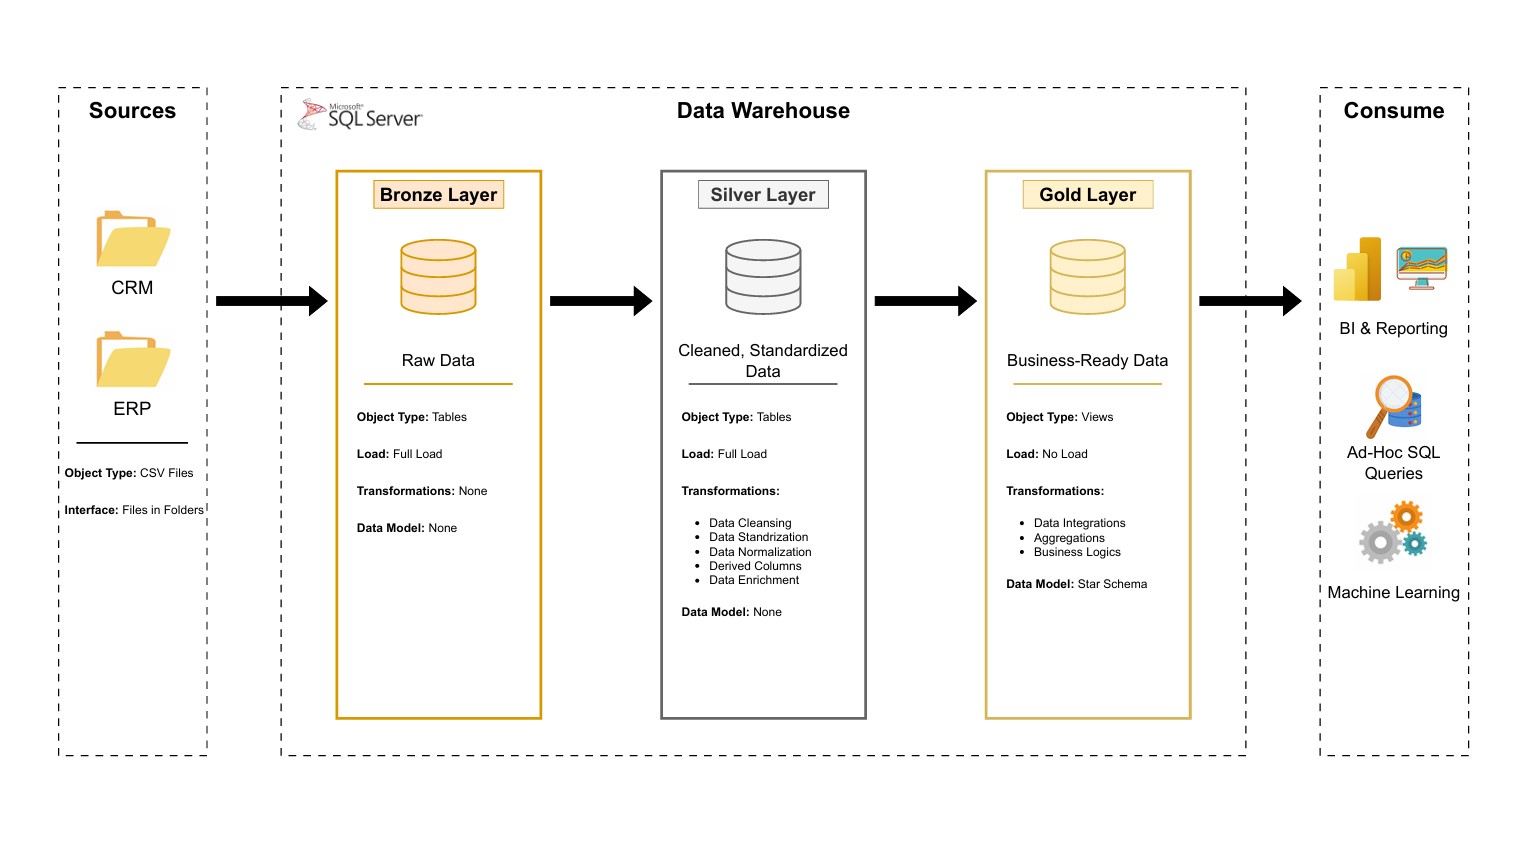 Sources
CRM
ERP
Object Type: CSV Files
Interface: Files in Folders
Microsoft®
SQL Server
Data Warehouse
Bronze Layer
Raw Data
Object Type: Tables
Load: Full Load
Transformations: None
Data Model: None
Silver Layer
Cleaned, Standardized
Data
Object Type: Tables
Load: Full Load
Transformations:
• Data Cleansing
• Data Standrization
• Data Normalization
• Derived Columns
• Data Enrichment
Data Model: None
Gold Layer
Business-Ready Data
Object Type: Views
Load: No Load
Transformations:
• Data Integrations
• Aggregations
• Business Logics
Data Model: Star Schema
Consume
BI & Reporting
Ad-Hoc SQL
Queries
Machine Learning